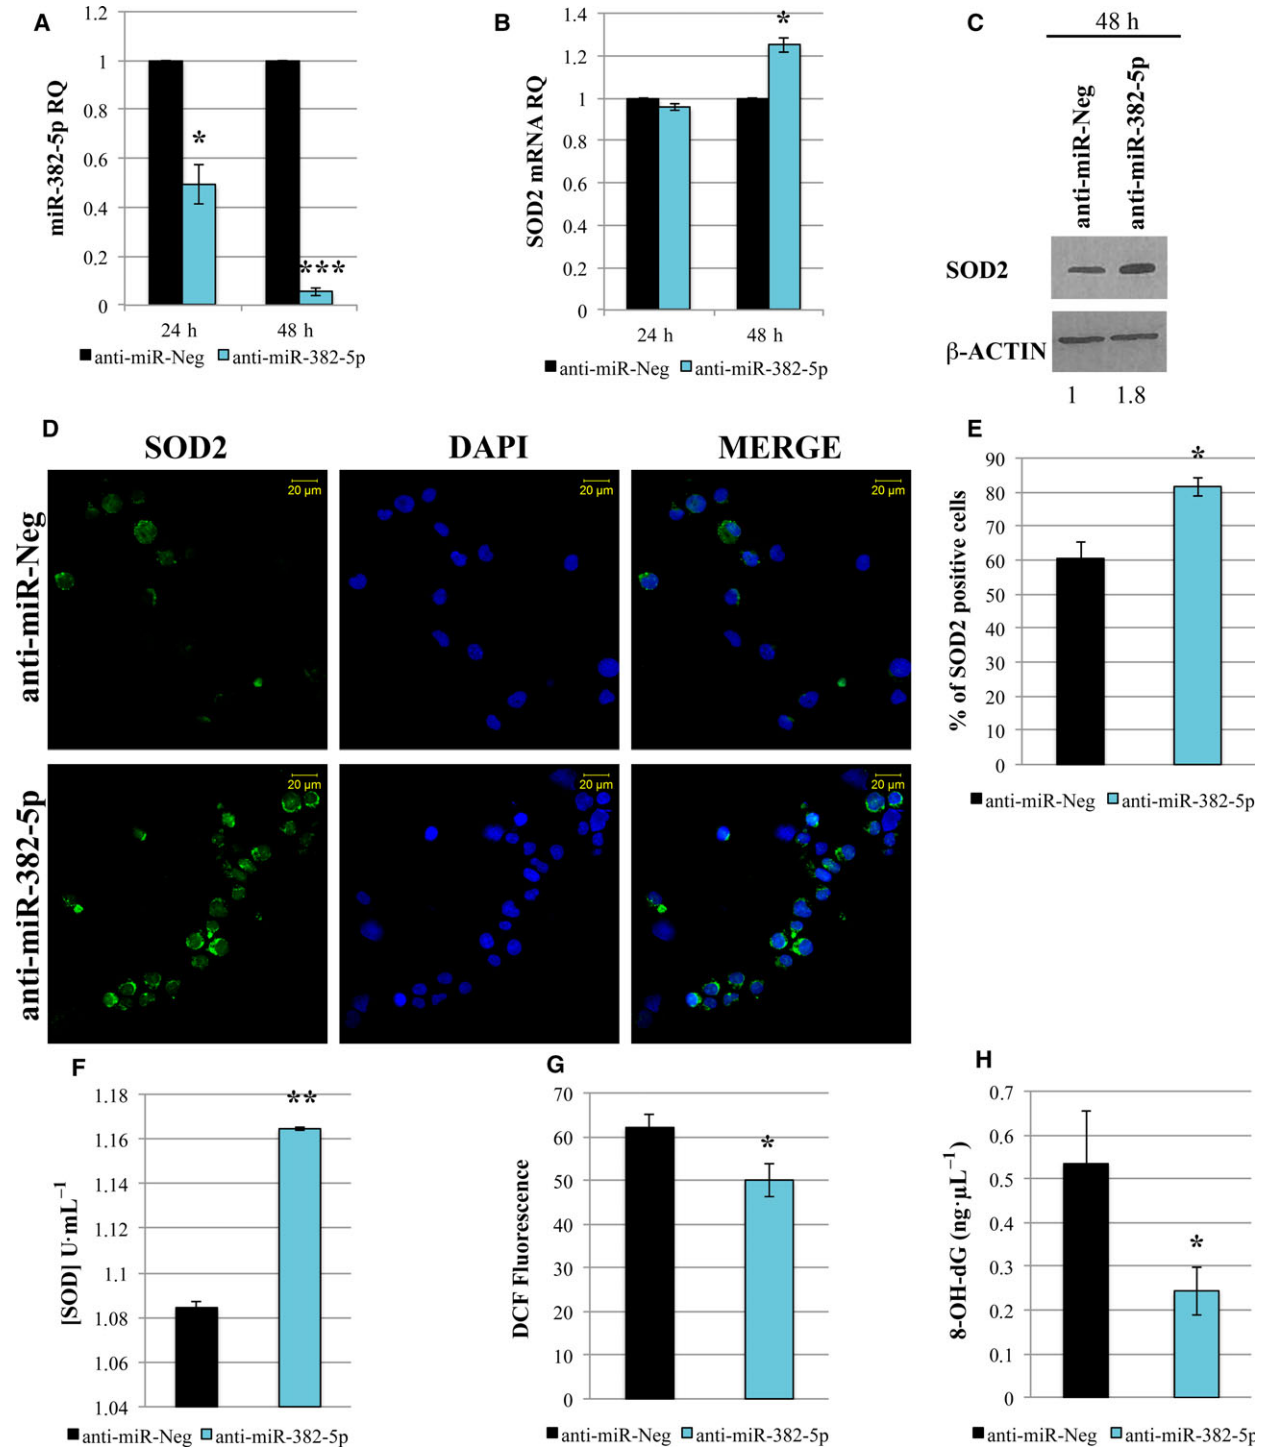 A
1.2
1
0.8
0.6
0.4
0.2
0
miR-382-5p RQ
*
***
24 h
48 h
anti-miR-Neg
anti-miR-382-5p
B
1.4
1.2
1
0.8
0.6
0.4
0.2
0
SOD2 mRNA RQ
*
24 h
48 h
anti-miR-Neg
anti-miR-382-5p
C
48 h
anti-miR-Neg
anti-miR-382-5p
SOD2
β-ACTIN
1 1.8
D
SOD2
DAPI
MERGE
anti-miR-Neg
20 μm
20 μm
20 μm
anti-miR-382-5p
20 μm
20 μm
20 μm
E
90
80
70
60
50
40
30
20
10
0
% of SOD2 positive cells
*
anti-miR-Neg
anti-miR-382-5p
F
1.18
1.16
1.14
1.12
1.1
1.08
1.06
1.04
[SOD] U·mL⁻¹
**
anti-miR-Neg
anti-miR-382-5p
G
70
60
50
40
30
20
10
0
DCF Fluorescence
*
anti-miR-Neg
anti-miR-382-5p
H
0.7
0.6
0.5
0.4
0.3
0.2
0.1
0
8-OH-dG (ng·μL⁻¹)
*
anti-miR-Neg
anti-miR-382-5p